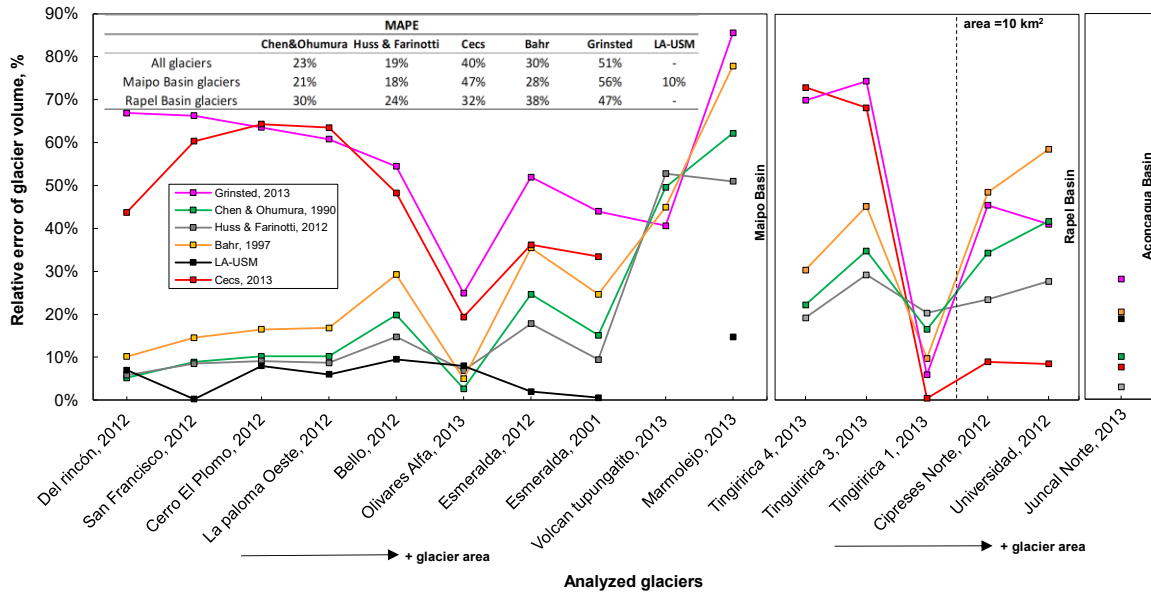 90%
80%
70%
60%
50%
40%
30%
20%
10%
0%
Relative error of glacier volume, %
MAPE
Chen&Ohumura Huss & Farinotti Cecs Bahr Grinsted LA-USM
All glaciers 23% 19% 40% 30% 51% -
Maipo Basin glaciers 21% 18% 47% 28% 56% 10%
Rapel Basin glaciers 30% 24% 32% 38% 47% -
Grinsted, 2013
Chen & Ohumura, 1990
Huss & Farinotti, 2012
Bahr, 1997
LA-USM
Cecs, 2013
Maipo Basin
area =10 km²
Rapel Basin
Aconcagua Basin
Del rincón, 2012
San Francisco, 2012
Cerro El Plomo, 2012
La paloma Oeste, 2012
Bello, 2012
Olivares Alfa, 2013
Esmeralda, 2012
Esmeralda, 2001
Volcan tupungatito, 2013
Marmolejo, 2013
Tingiririca 4, 2013
Tinguiririca 3, 2013
Tingiririca 1, 2013
Cipreses Norte, 2012
Universidad, 2012
Juncal Norte, 2013
+ glacier area
+ glacier area
Analyzed glaciers